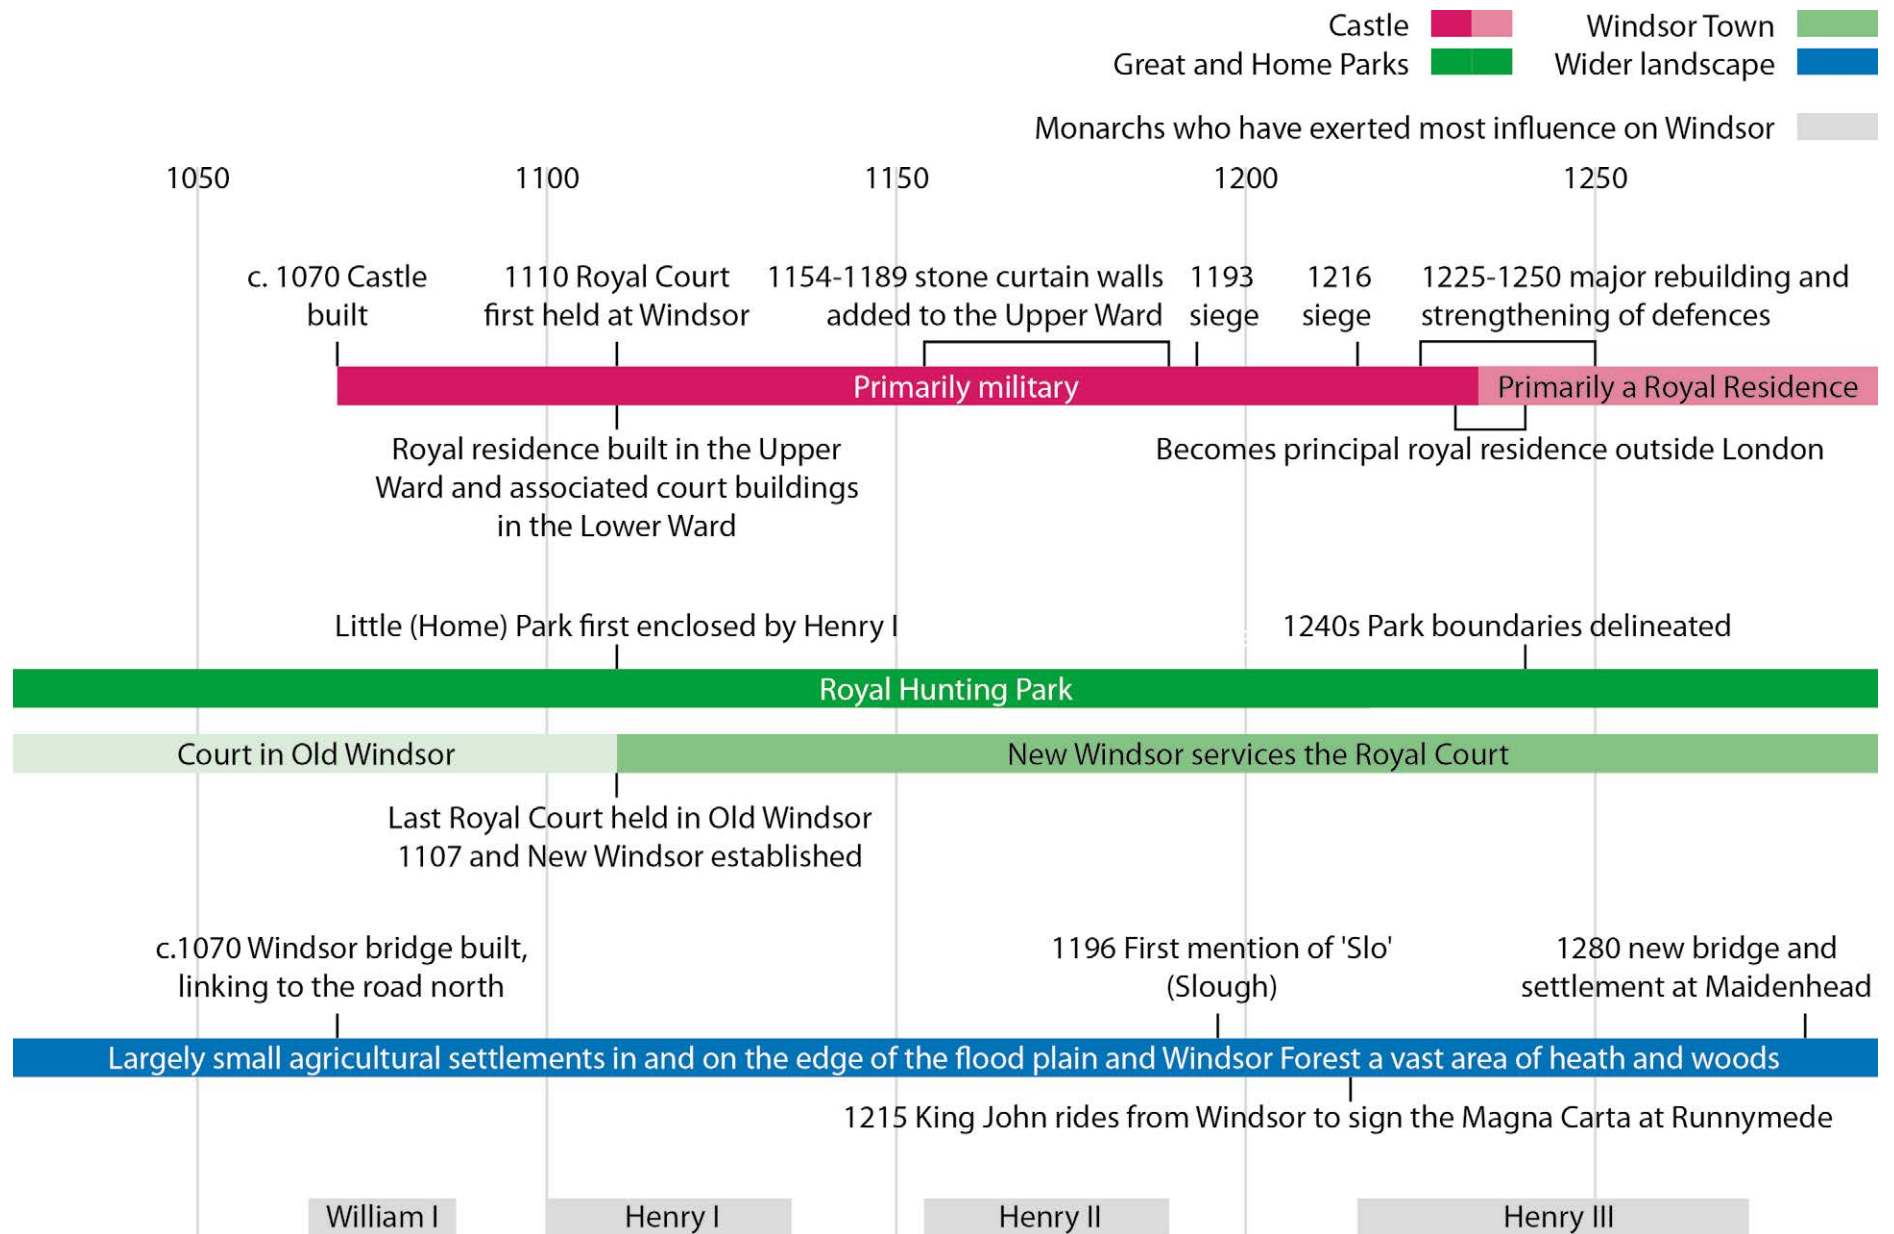 Castle
Windsor Town
Great and Home Parks
Wider landscape
Monarchs who have exerted most influence on Windsor
1050
1100
1150
1200
1250
c. 1070 Castle
built
1110 Royal Court
first held at Windsor
1154-1189 stone curtain walls
added to the Upper Ward
1193
siege
1216
siege
1225-1250 major rebuilding and
strengthening of defences
Primarily military
Primarily a Royal Residence
Royal residence built in the Upper
Ward and associated court buildings
in the Lower Ward
Becomes principal royal residence outside London
Little (Home) Park first enclosed by Henry I
1240s Park boundaries delineated
Royal Hunting Park
Court in Old Windsor
New Windsor services the Royal Court
Last Royal Court held in Old Windsor
1107 and New Windsor established
c.1070 Windsor bridge built,
linking to the road north
1196 First mention of 'Slo'
(Slough)
1280 new bridge and
settlement at Maidenhead
Largely small agricultural settlements in and on the edge of the flood plain and Windsor Forest a vast area of heath and woods
1215 King John rides from Windsor to sign the Magna Carta at Runnymede
William I
Henry I
Henry II
Henry III